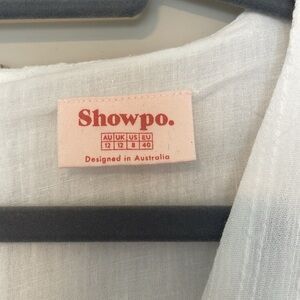 Showpo.
AU UK US EU
12 12 8 40
Designed in Australia